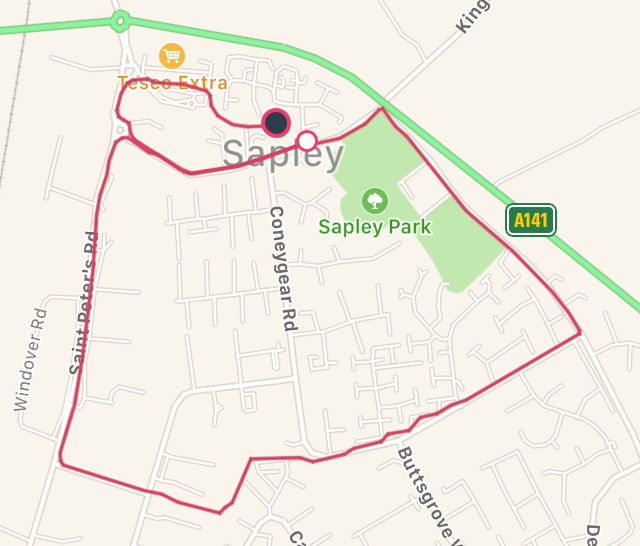 King
Tesco Extra
Sapley
A141
Sapley Park
Coneygear Rd
Saint Peter's Rd
Windover Rd
Buttsgrove
Ca
De